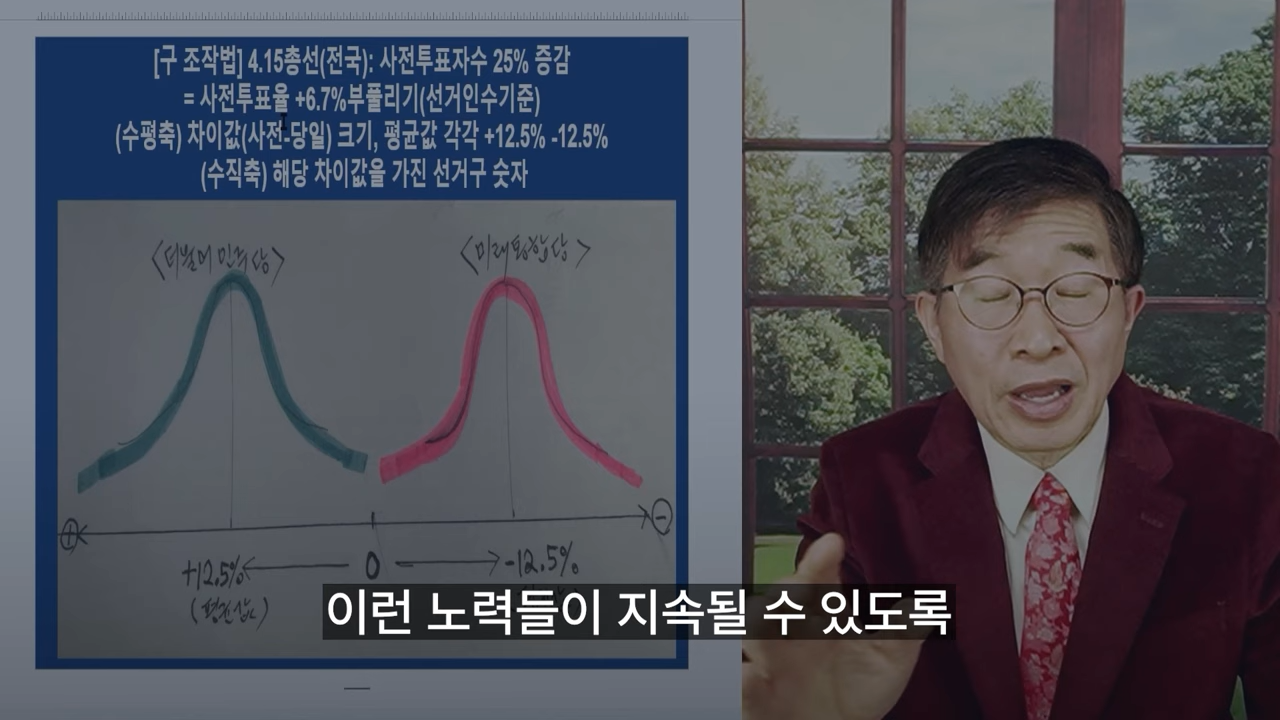 [구 조작법] 4.15총선(전국): 사전투표자수 25% 증감
= 사전투표율 +6.7%부풀리기(선거인수기준)
(수평축) 차이값(사전-당일) 크기, 평균값 각각 +12.5% -12.5%
(수직축) 해당 차이값을 가진 선거구 숫자
<더불어민주당> <미래통합당>
+ -
+12.5% 0 -12.5%
(평균값)
이런 노력들이 지속될 수 있도록